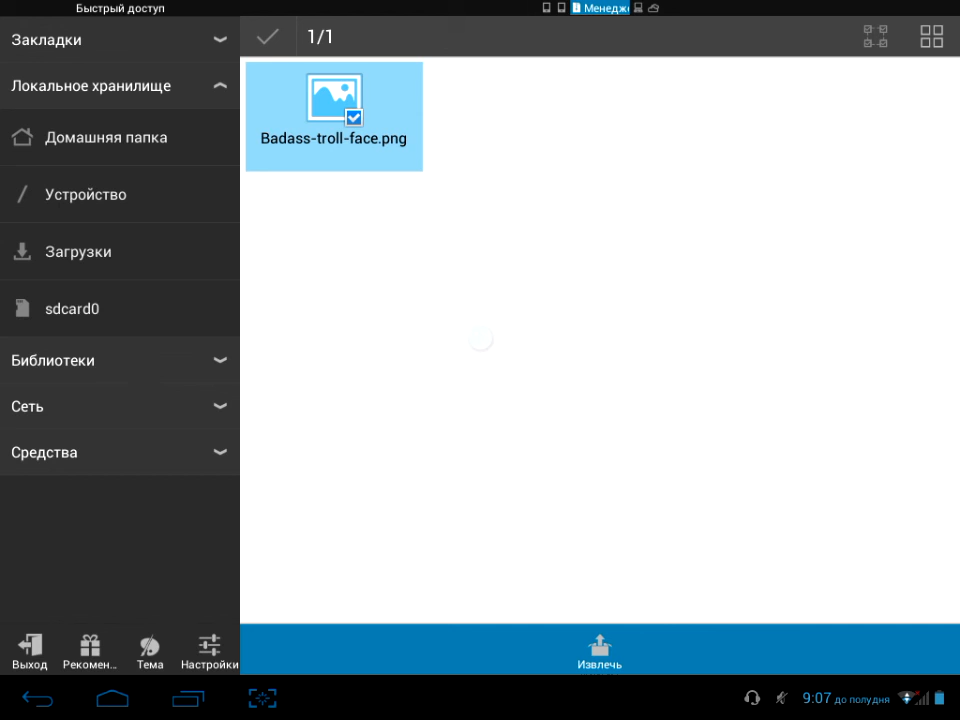 Быстрый доступ
Менедж
Закладки
1/1
Локальное хранилище
Badass-troll-face.png
Домашняя папка
Устройство
Загрузки
sdcard0
Библиотеки
Сеть
Средства
Выход
Рекомен...
Тема
Настройки
Извлечь
9:07 до полудня